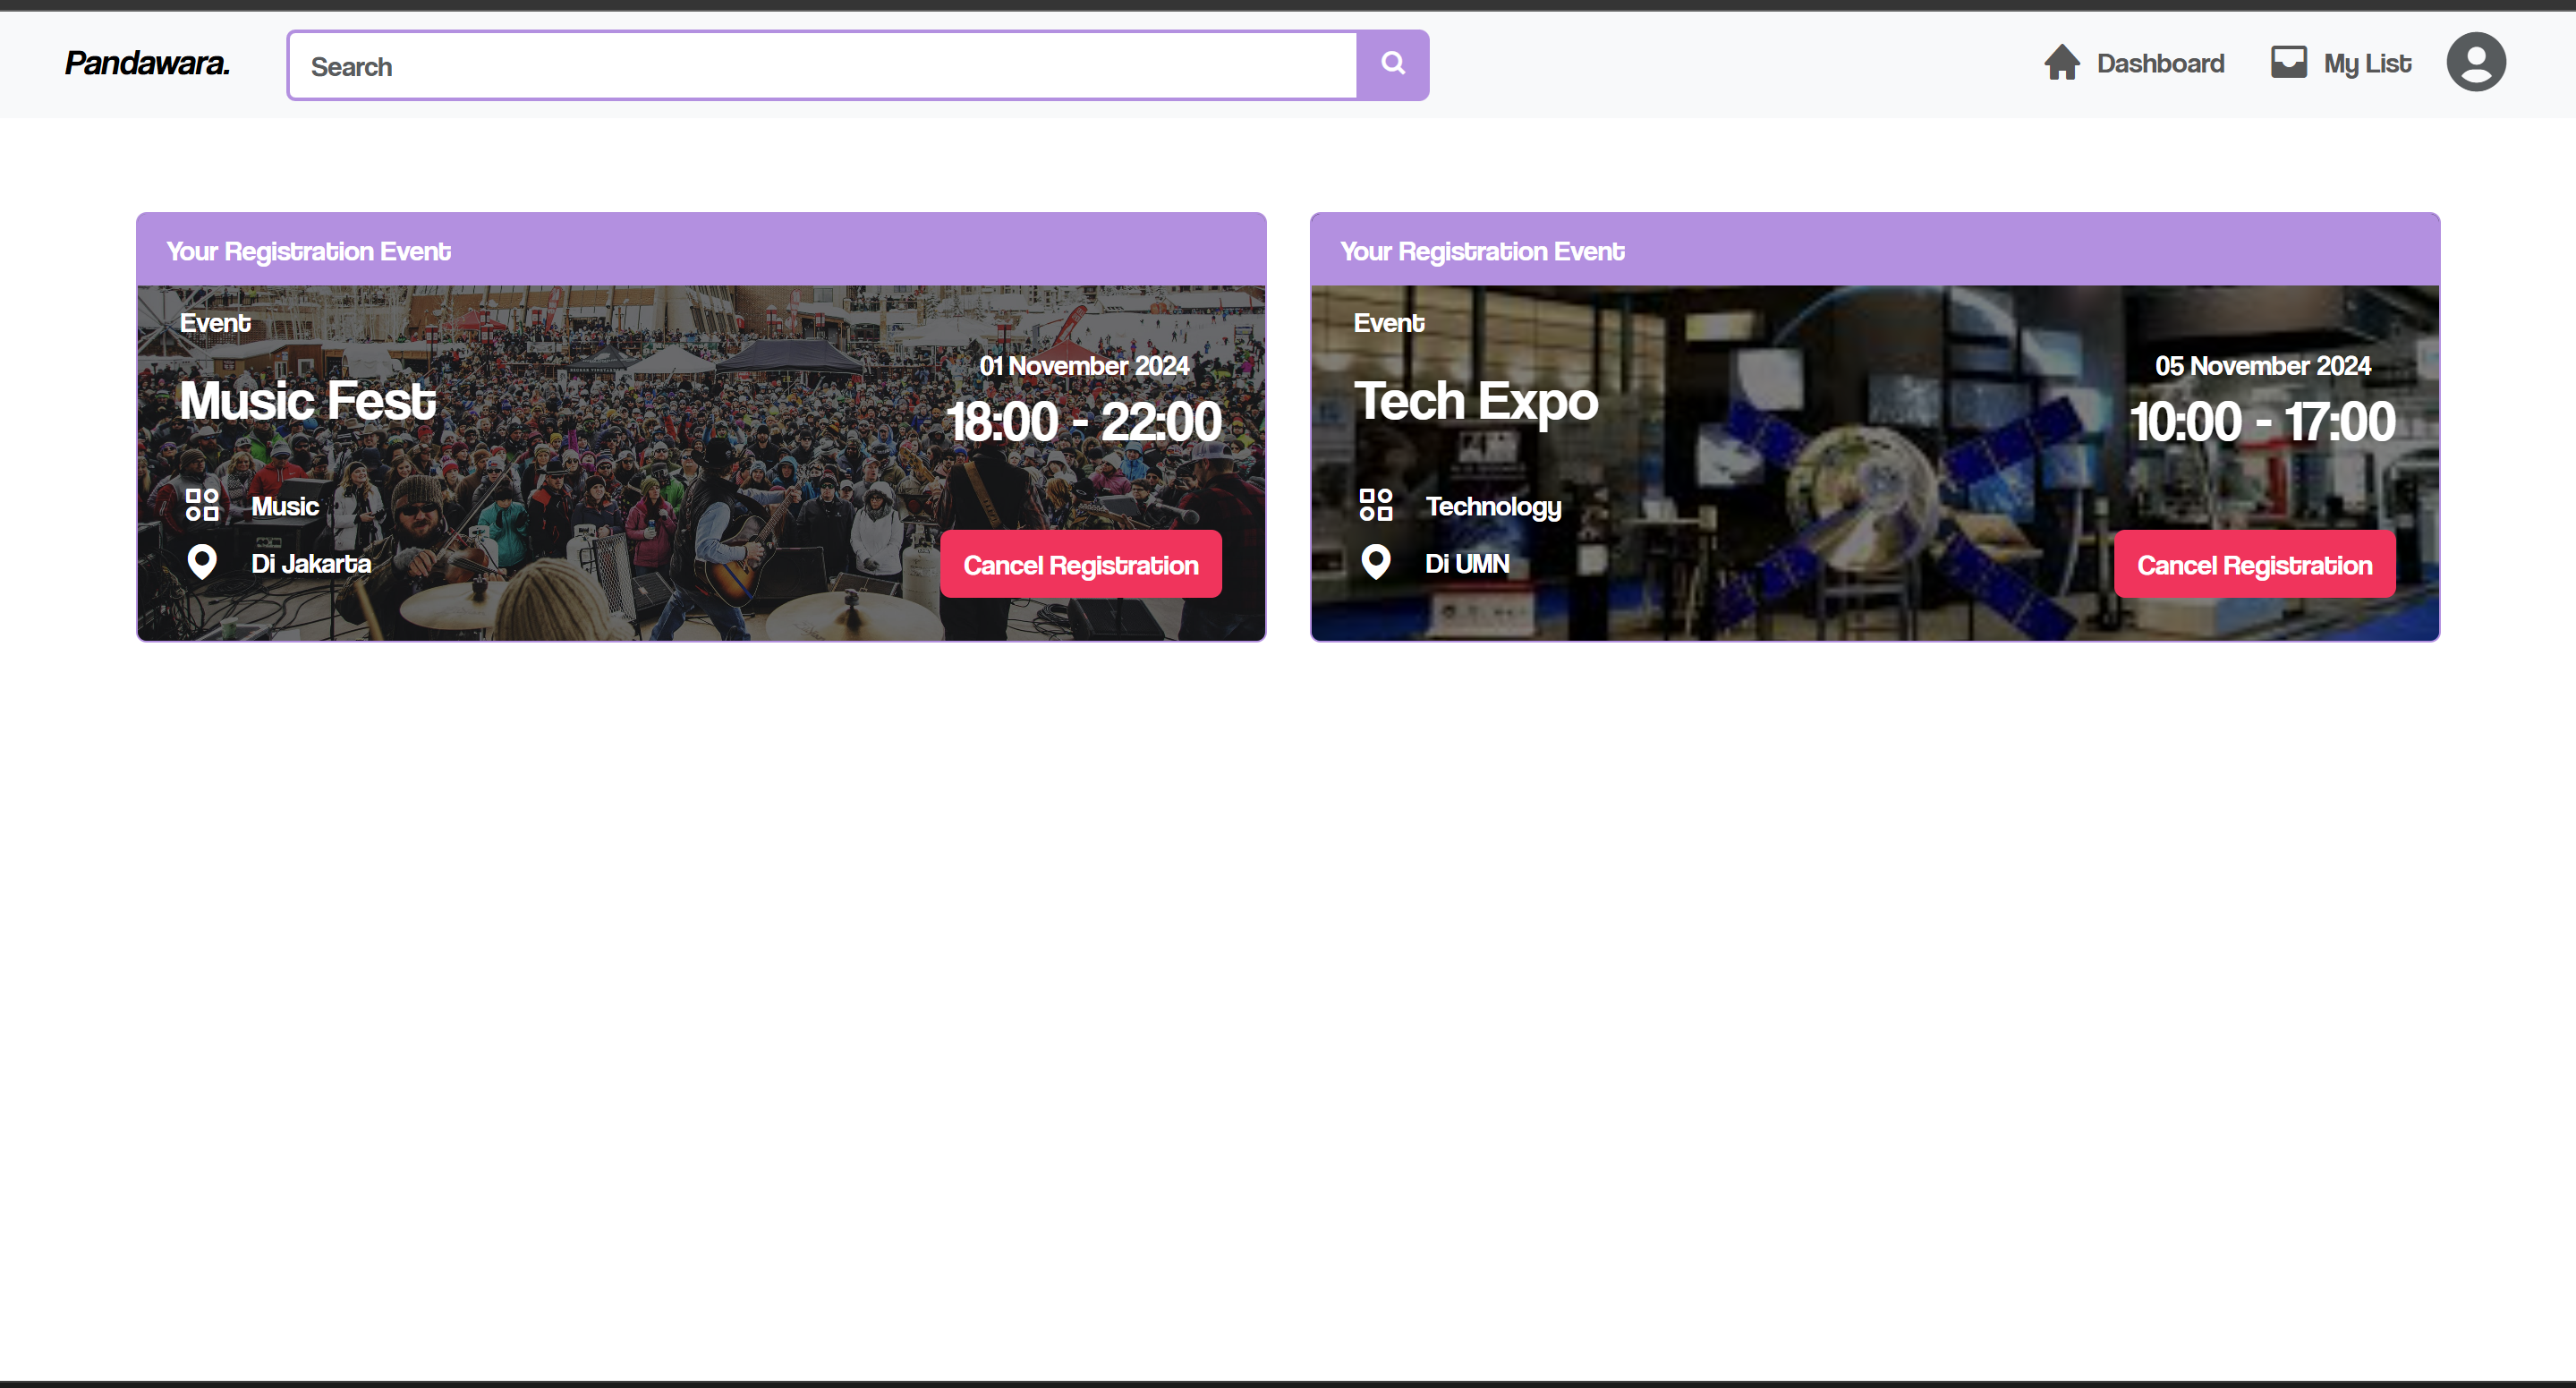 Pandawara.
Search
Dashboard
My List
Your Registration Event
Event
Music Fest
01 November 2024
18:00 - 22:00
Music
Di Jakarta
Cancel Registration
Your Registration Event
Event
Tech Expo
05 November 2024
10:00 - 17:00
Technology
Di UMN
Cancel Registration